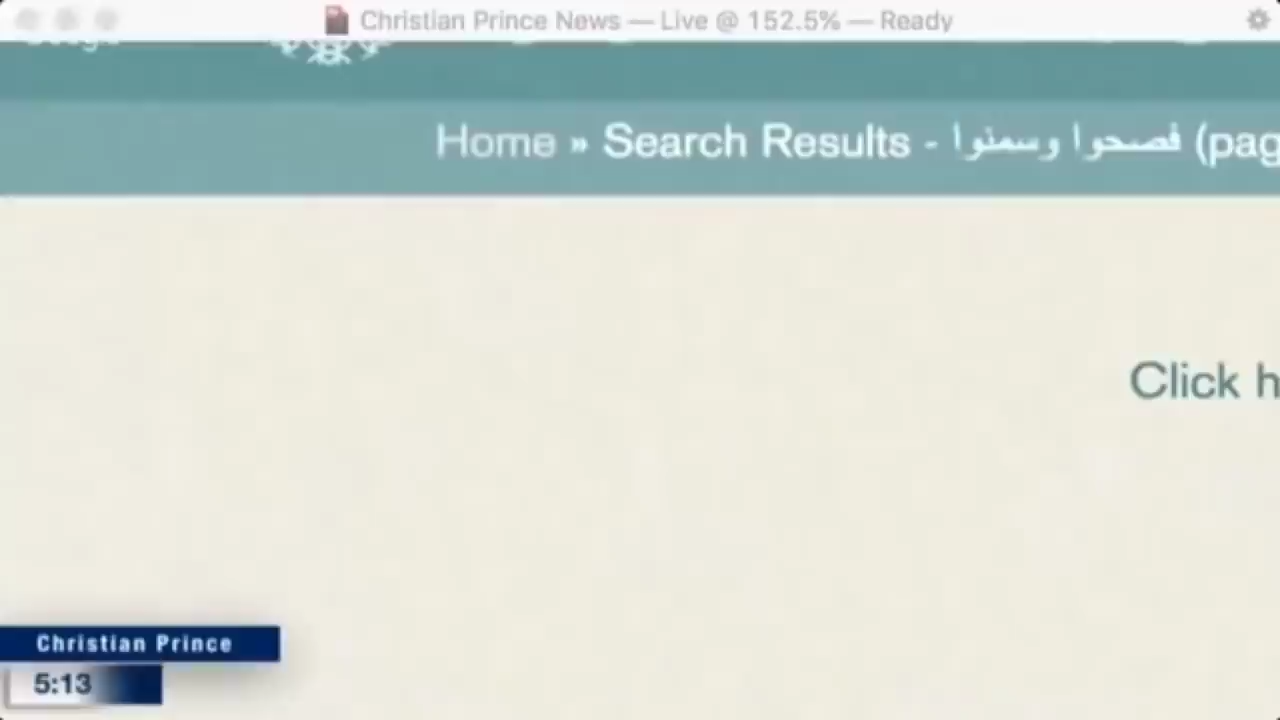 Christian Prince News — Live @ 152.5% — Ready
Home » Search Results - فصحوا وسمنوا (pag
Click h
Christian Prince
5:13